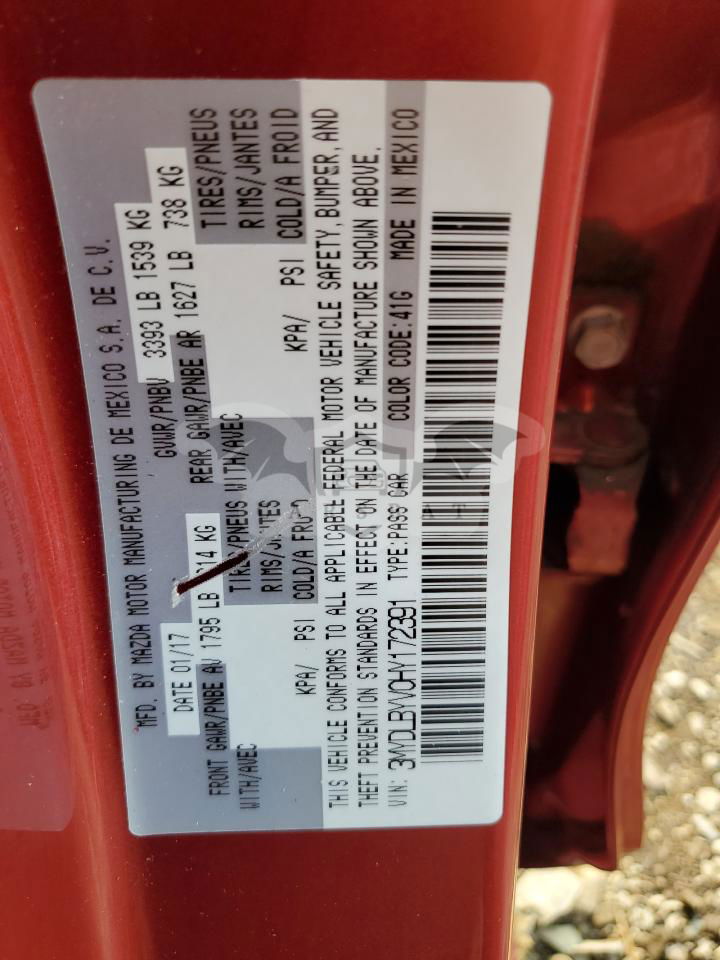 MFD. BY MAZDA MOTOR MANUFACTURING DE MEXICO S.A. DE C.V.
DATE 01/17 GVWR/PNBV 3393 LB 1539 KG
FRONT GAWR/PNBE AV 1795 LB KG REAR GAWR/PNBE AR 1627 LB 738 KG
WITH/AVEC TIRES/PNEUS WITH/AVEC TIRES/PNEUS
RIMS/JANTES RIMS/JANTES
KPA/ PSI COLD/A FROID KPA/ PSI COLD/A FROID
THIS VEHICLE CONFORMS TO ALL APPLICABLE FEDERAL MOTOR VEHICLE SAFETY, BUMPER, AND
THEFT PREVENTION STANDARDS IN EFFECT ON THE DATE OF MANUFACTURE SHOWN ABOVE.
VIN: 3MYDLBYV0HY172391 TYPE:PASS CAR COLOR CODE:41G MADE IN MEXICO